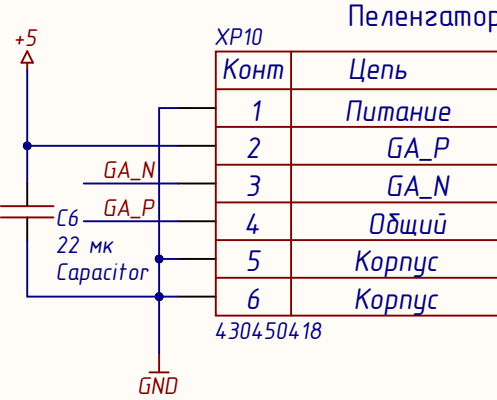 Пеленгатор
+5
XP10
Конт Цепь
1 Питание
2 GA_P
GA_N
3 GA_N
GA_P
4 Общий
C6
22 мк
Capacitor
5 Корпус
6 Корпус
430450418
GND